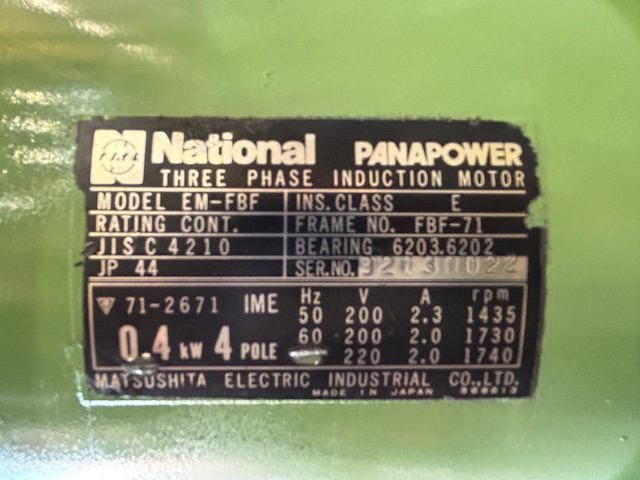 National PANAPOWER
THREE PHASE INDUCTION MOTOR
MODEL EM-FBF INS.CLASS E
RATING CONT. FRAME NO. FBF-71
JIS C 4210 BEARING 6203.6202
JP 44 SER.NO.
71-2671 IME Hz V A rpm
50 200 2.3 1435
60 200 2.0 1730
0.4 kW 4 POLE 220 2.0 1740
MATSUSHITA ELECTRIC INDUSTRIAL CO.,LTD.
MADE IN JAPAN